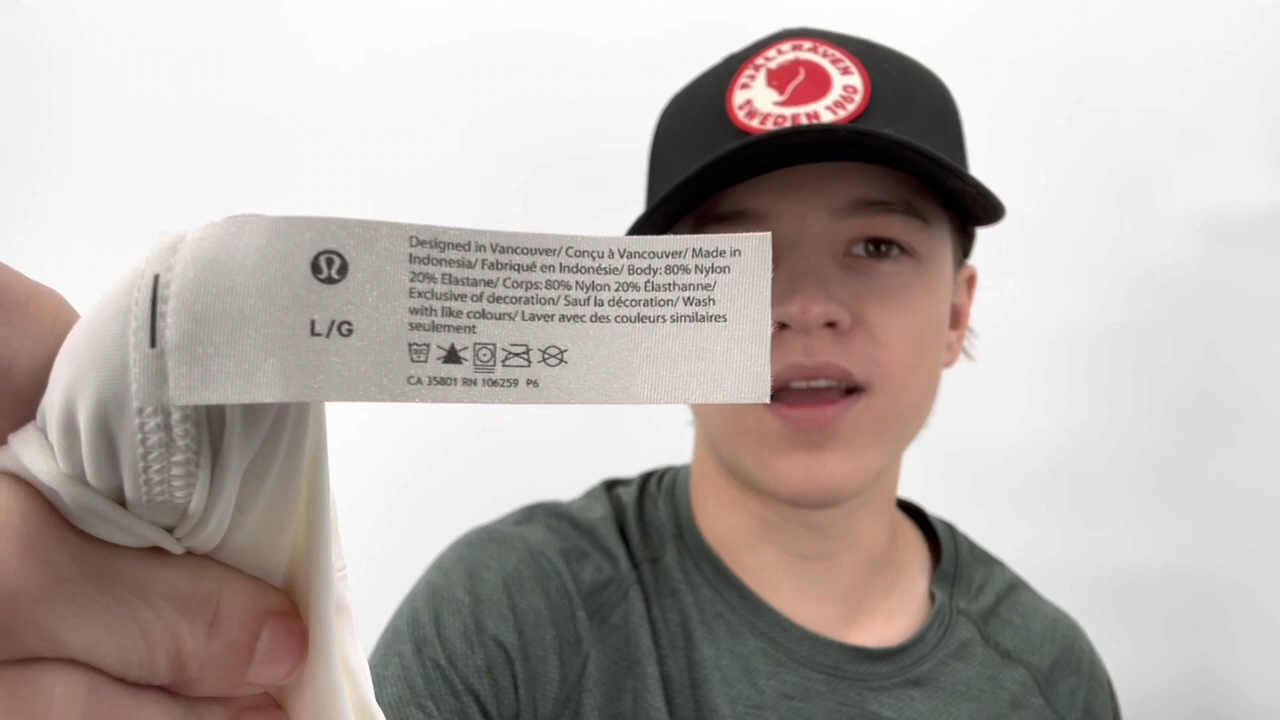 FJÄLLRÄVEN
SWEDEN 1960
Designed in Vancouver/ Conçu à Vancouver/ Made in
Indonesia/ Fabriqué en Indonésie/ Body: 80% Nylon
20% Elastane/ Corps: 80% Nylon 20% Élasthanne/
Exclusive of decoration/ Sauf la décoration/ Wash
with like colours/ Laver avec des couleurs similaires
seulement
L/G
CA 35801 RN 106259 P6